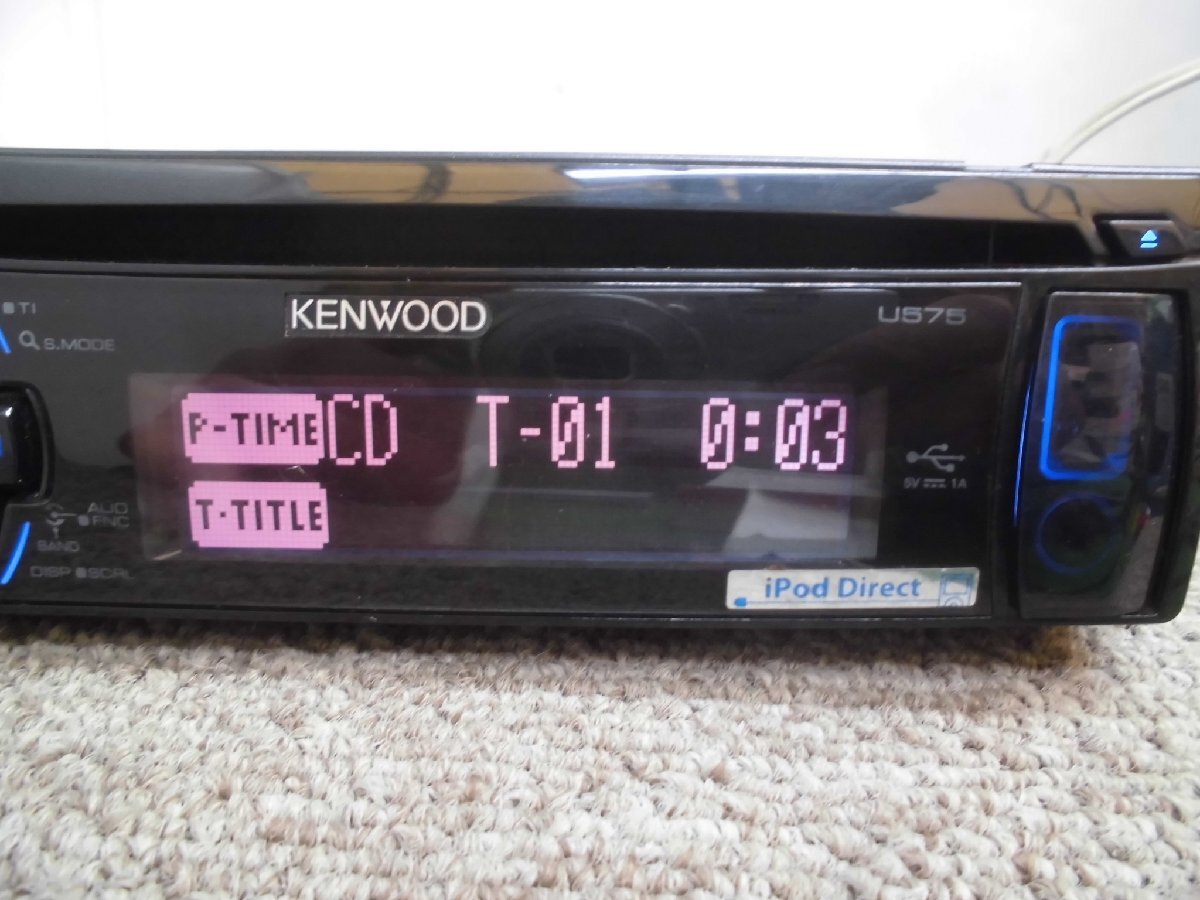 TI
S.MODE
KENWOOD
U575
P-TIME CD T-01 0:03
T-TITLE
5V 1A
AUD
FNC
BAND
DISP SCRL
iPod Direct